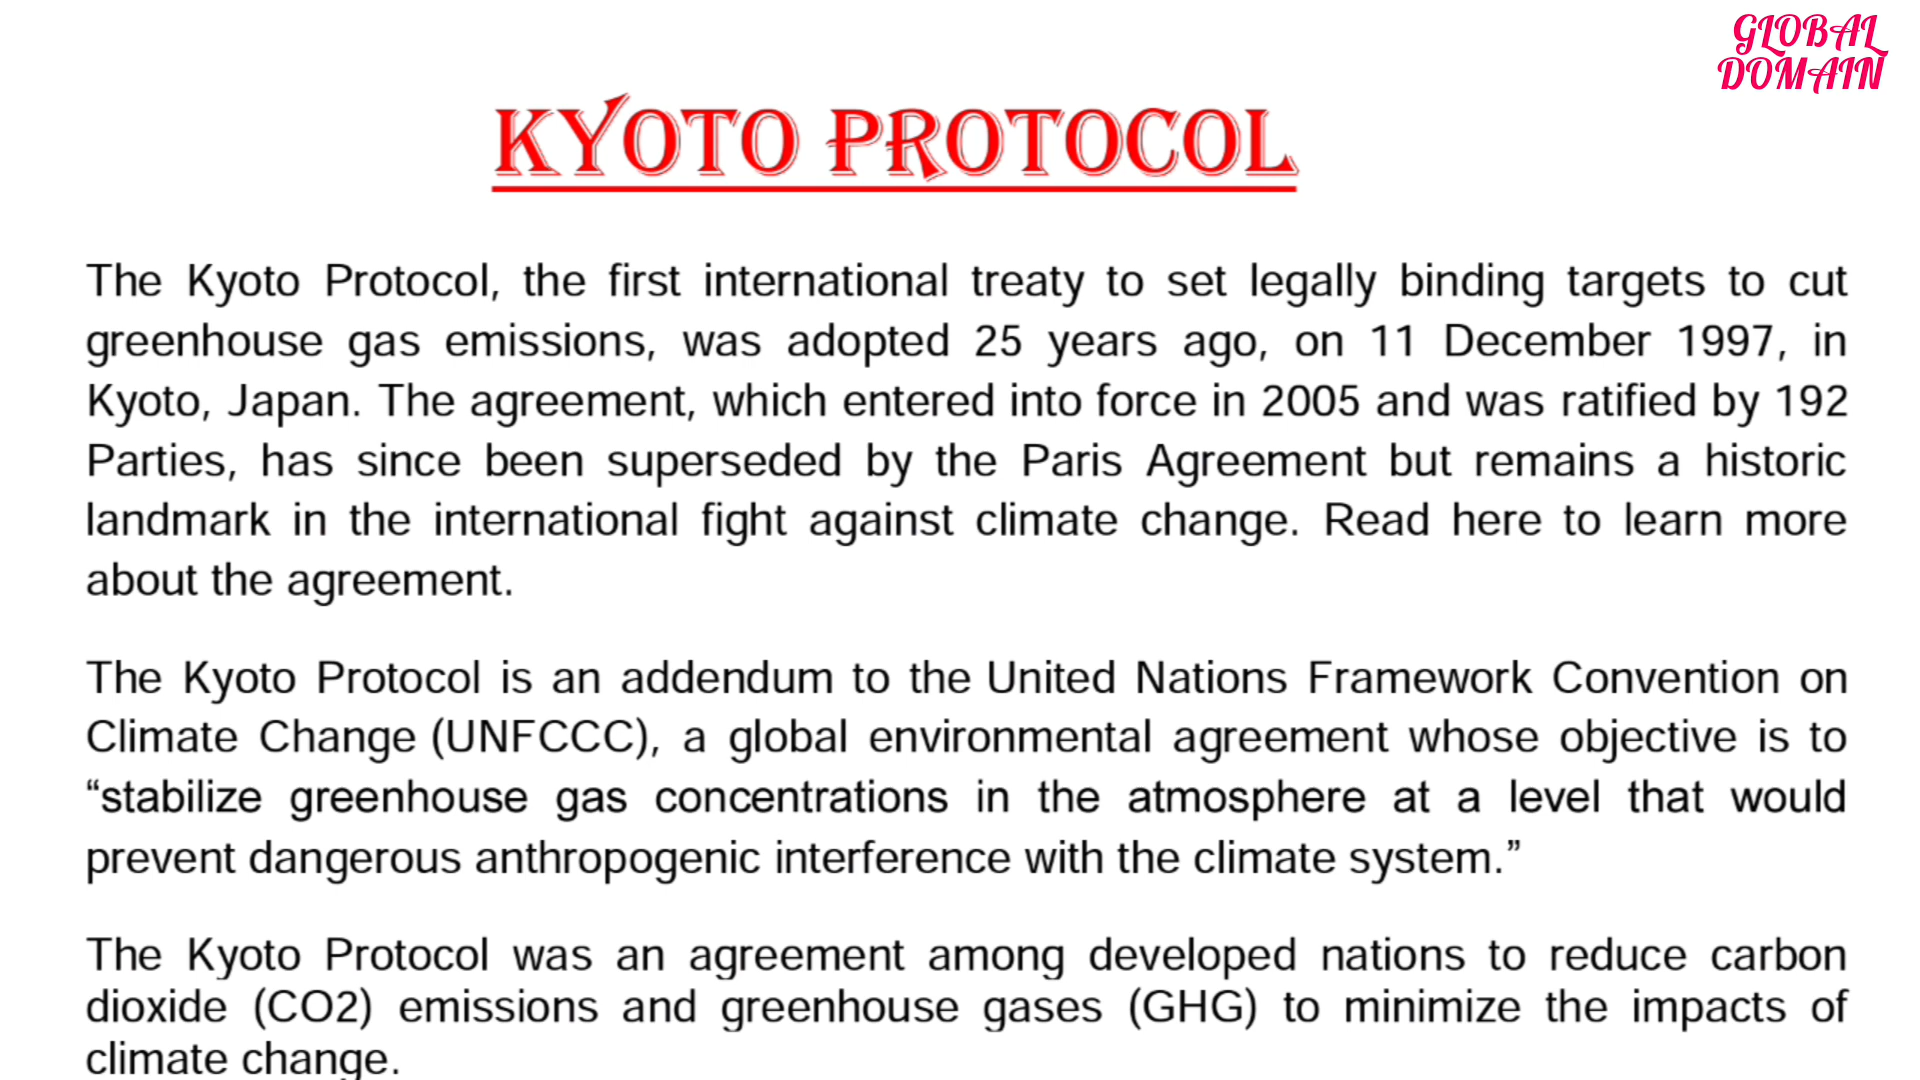 GLOBAL
DOMAIN
KYOTO PROTOCOL
The Kyoto Protocol, the first international treaty to set legally binding targets to cut
greenhouse gas emissions, was adopted 25 years ago, on 11 December 1997, in
Kyoto, Japan. The agreement, which entered into force in 2005 and was ratified by 192
Parties, has since been superseded by the Paris Agreement but remains a historic
landmark in the international fight against climate change. Read here to learn more
about the agreement.
The Kyoto Protocol is an addendum to the United Nations Framework Convention on
Climate Change (UNFCCC), a global environmental agreement whose objective is to
“stabilize greenhouse gas concentrations in the atmosphere at a level that would
prevent dangerous anthropogenic interference with the climate system.”
The Kyoto Protocol was an agreement among developed nations to reduce carbon
dioxide (CO2) emissions and greenhouse gases (GHG) to minimize the impacts of
climate change.